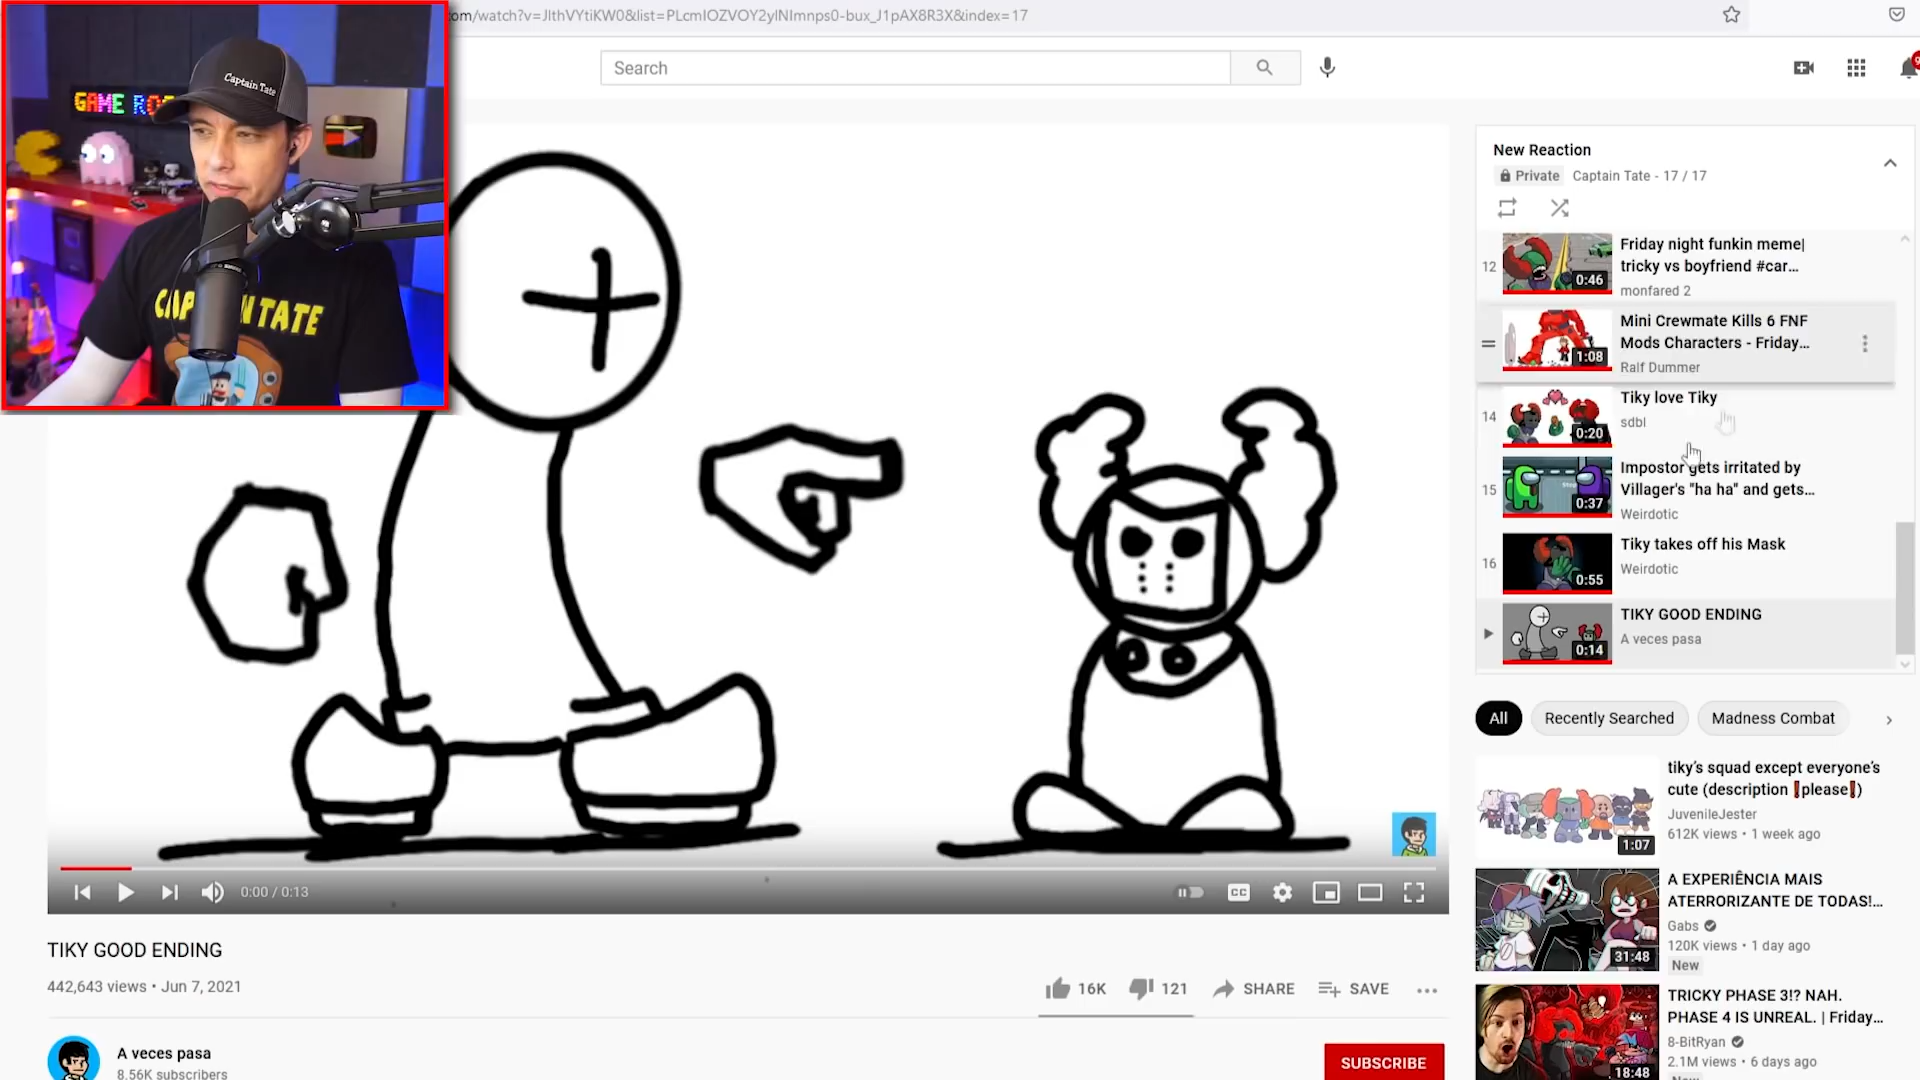 om/watch?v=JIthVYtiKW0&list=PLcmIOZVOY2ylNImnps0-bux_J1pAX8R3X&index=17
Search
9
Captain Tate
GAME RO
CAP N TATE
New Reaction
Private Captain Tate - 17 / 17
12
0:46
Friday night funkin meme|
tricky vs boyfriend #car...
monfared 2
1:08
Mini Crewmate Kills 6 FNF
Mods Characters - Friday...
Ralf Dummer
14
0:20
Tiky love Tiky
sdbl
15
0:37
Impostor gets irritated by
Villager's "ha ha" and gets...
Weirdotic
16
0:55
Tiky takes off his Mask
Weirdotic
0:14
TIKY GOOD ENDING
A veces pasa
All Recently Searched Madness Combat
1:07
tiky's squad except everyone's
cute (description ❗please❗)
JuvenileJester
612K views • 1 week ago
31:48
A EXPERIÊNCIA MAIS
ATERRORIZANTE DE TODAS!...
Gabs
120K views • 1 day ago
New
18:48
TRICKY PHASE 3!? NAH.
PHASE 4 IS UNREAL. | Friday...
8-BitRyan
2.1M views • 6 days ago
0:00 / 0:13
CC
TIKY GOOD ENDING
442,643 views • Jun 7, 2021
16K 121 SHARE SAVE
A veces pasa
8.56K subscribers
SUBSCRIBE